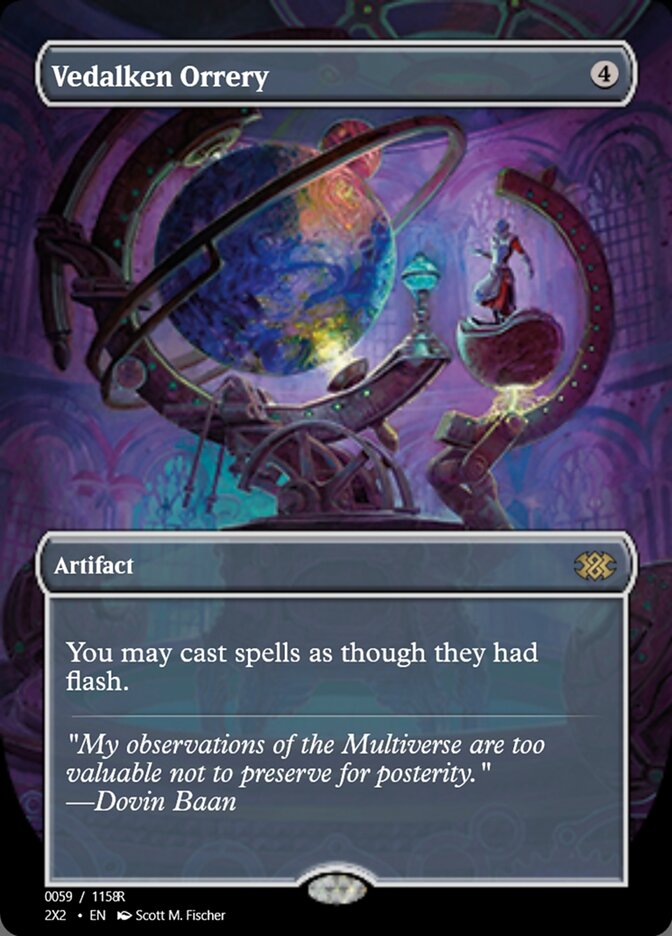 Vedalken Orrery
4
Artifact
You may cast spells as though they had
flash.
"My observations of the Multiverse are too
valuable not to preserve for posterity."
—Dovin Baan
0059 / 1158R
2X2 • EN Scott M. Fischer